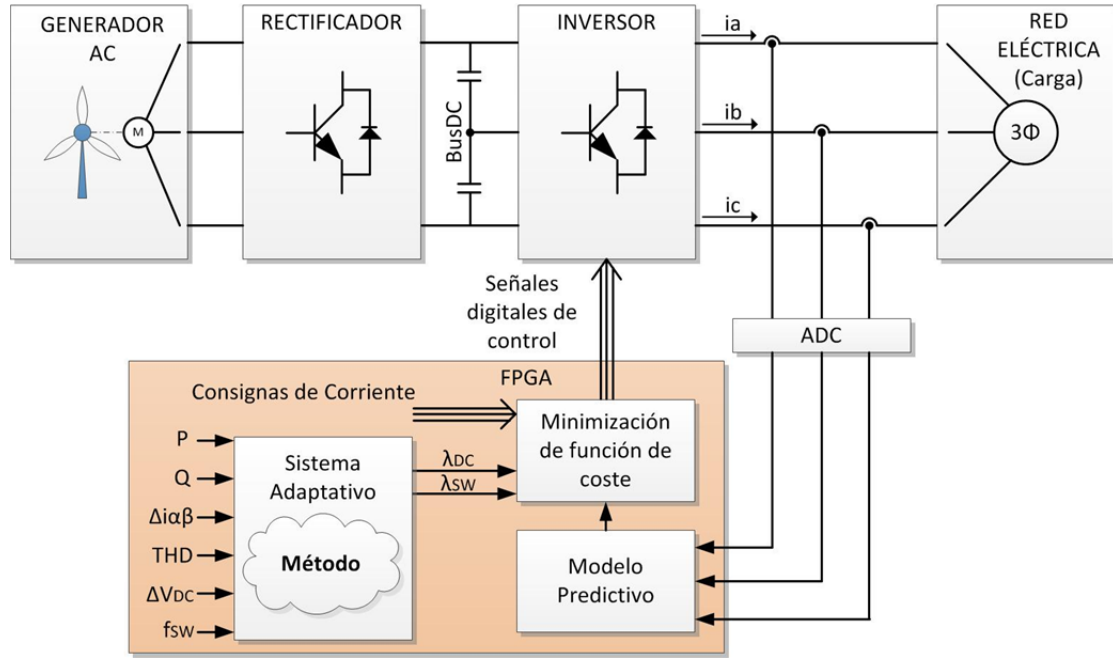 GENERADOR
AC
M
RECTIFICADOR
BusDC
INVERSOR
ia
ib
ic
RED
ELÉCTRICA
(Carga)
3Φ
Señales
digitales de
control
ADC
FPGA
Consignas de Corriente
P
Q
Δiαβ
THD
ΔVDC
fsw
Sistema
Adaptativo
Método
λDC
λSW
Minimización
de función de
coste
Modelo
Predictivo